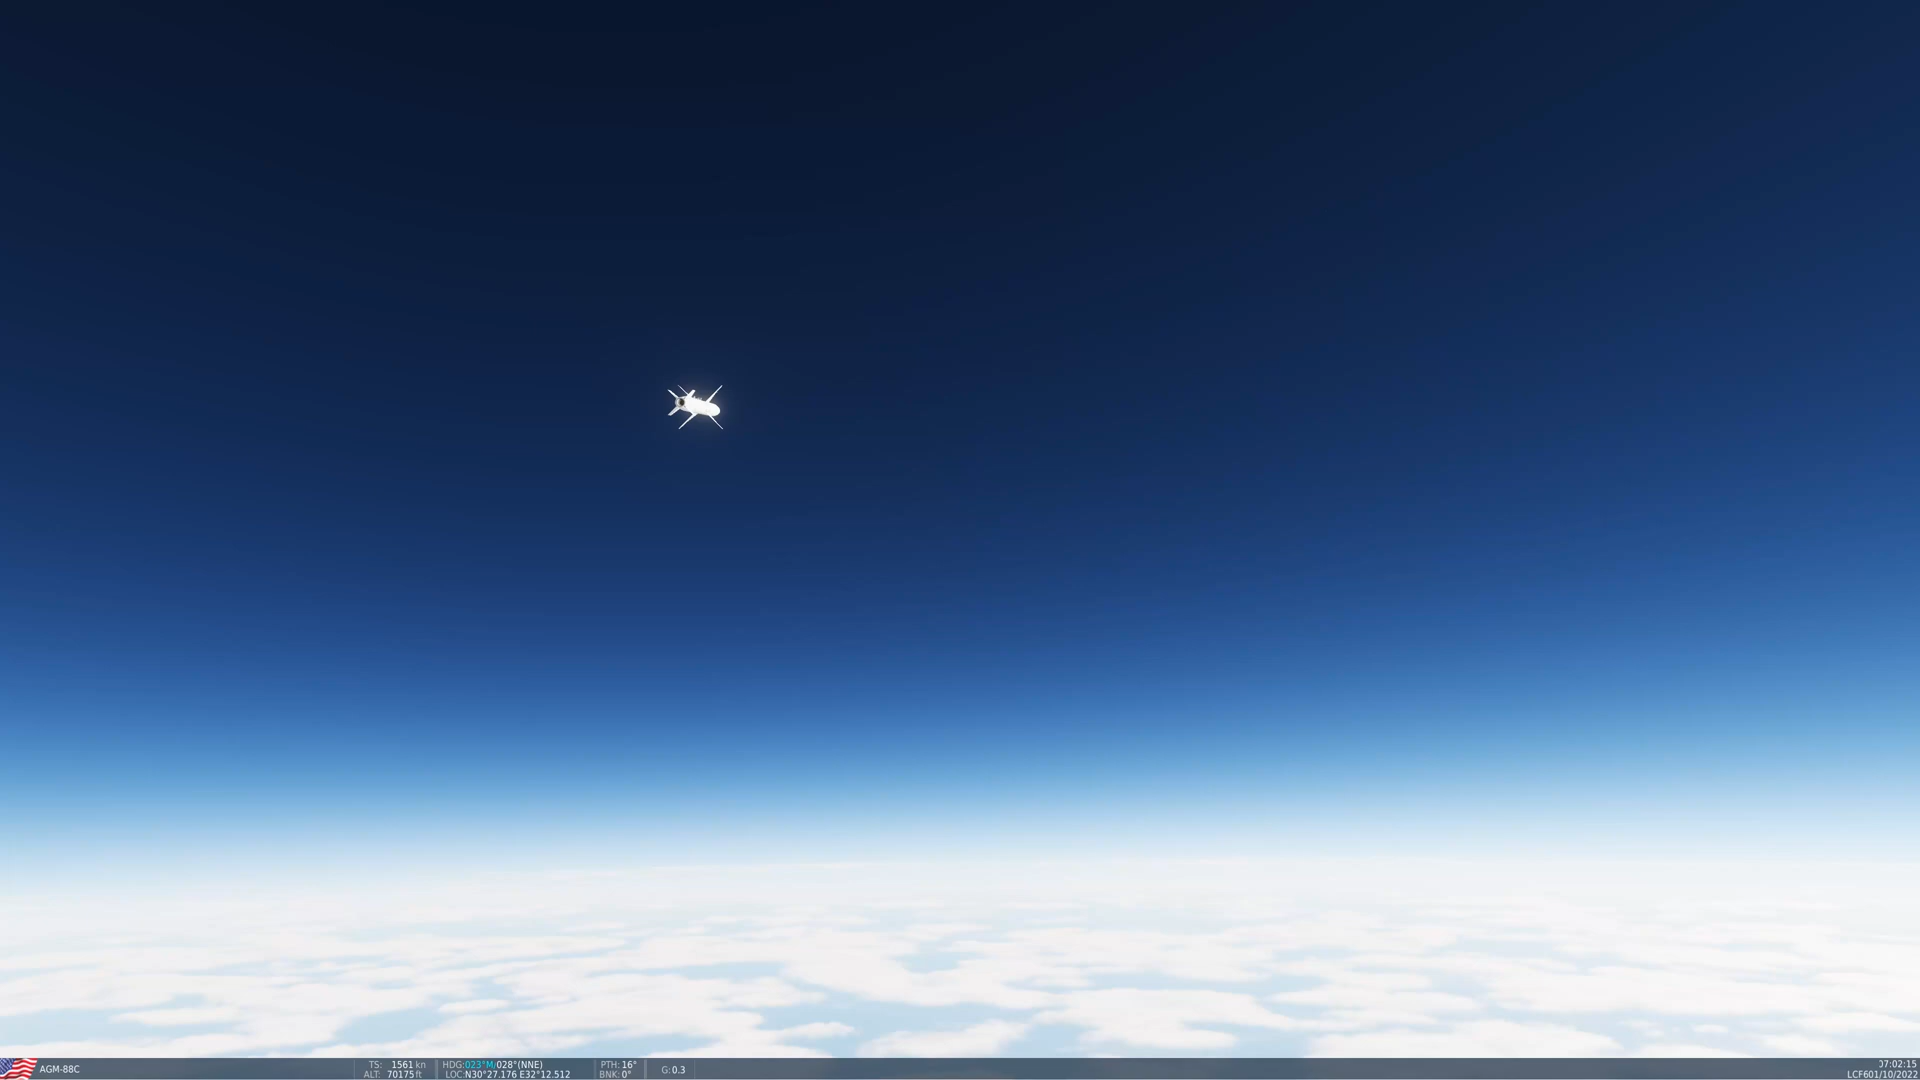 AGM-88C
TS: 1561 kn HDG:023°M/028°(NNE) PTH: 16°
ALT: 70175 ft LOC:N30°27.176 E32°12.512 BNK: 0°
G: 0.3
LCF601/10/2022